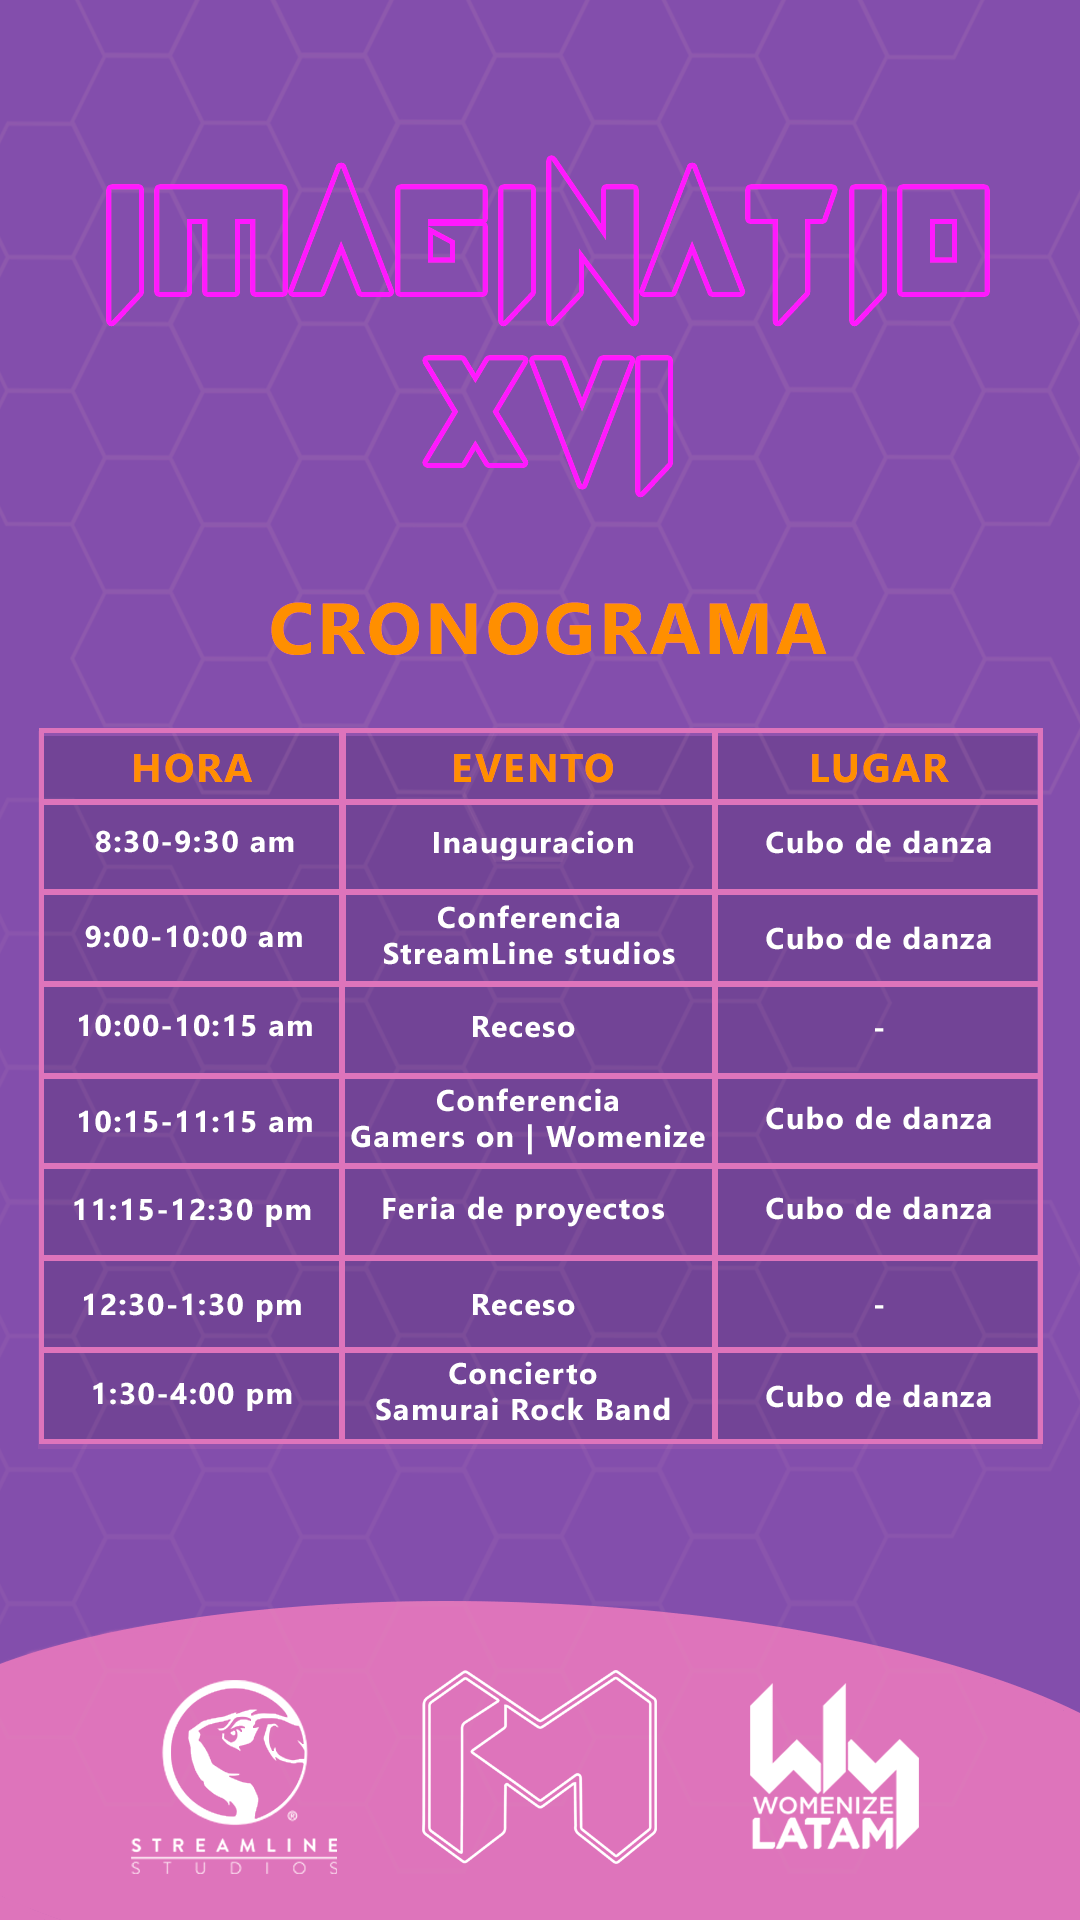 IMAGINATIO
XVI
CRONOGRAMA
HORA EVENTO LUGAR
8:30-9:30 am Inauguracion Cubo de danza
9:00-10:00 am Conferencia
StreamLine studios Cubo de danza
10:00-10:15 am Receso -
10:15-11:15 am Conferencia
Gamers on | Womenize Cubo de danza
11:15-12:30 pm Feria de proyectos Cubo de danza
12:30-1:30 pm Receso -
1:30-4:00 pm Concierto
Samurai Rock Band Cubo de danza
®
STREAMLINE
STUDIOS
WOMENIZE
LATAM